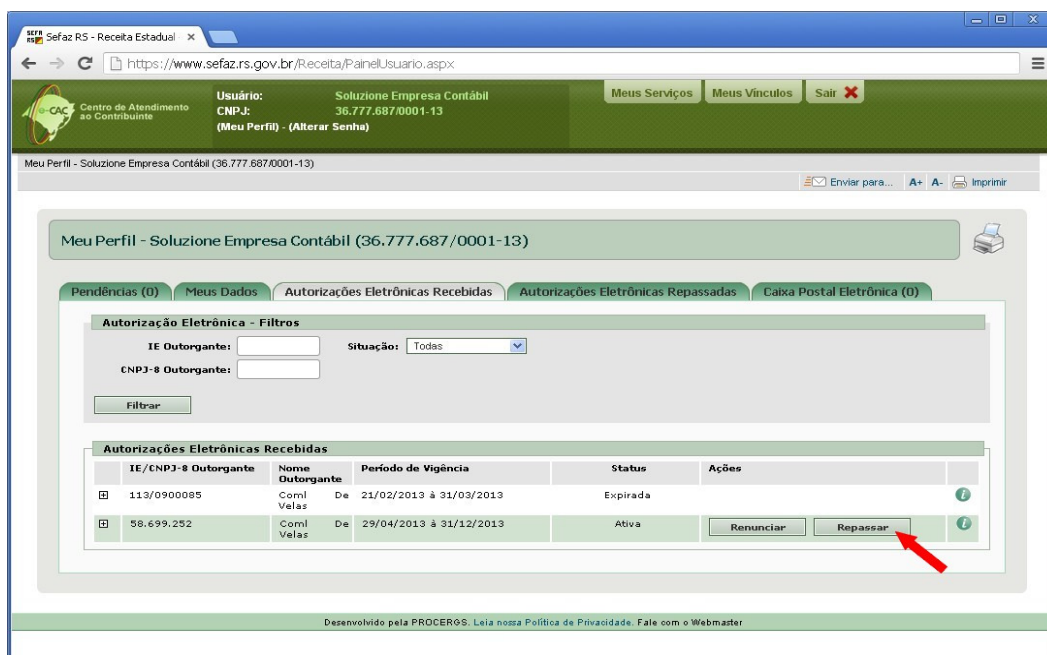 SEFA RS Sefaz RS - Receita Estadual
https://www.sefaz.rs.gov.br/Receita/PainelUsuario.aspx
e-CAC Centro de Atendimento ao Contribuinte
Usuário: Soluzione Empresa Contábil
CNPJ: 36.777.687/0001-13
(Meu Perfil) - (Alterar Senha)
Meus Serviços Meus Vínculos Sair
Meu Perfil - Soluzione Empresa Contábil (36.777.687/0001-13)
Enviar para... A+ A- Imprimir
Meu Perfil - Soluzione Empresa Contábil (36.777.687/0001-13)
Pendências (0) Meus Dados Autorizações Eletrônicas Recebidas Autorizações Eletrônicas Repassadas Caixa Postal Eletrônica (0)
Autorização Eletrônica - Filtros
IE Outorgante: Situação: Todas
CNPJ-8 Outorgante:
Filtrar
Autorizações Eletrônicas Recebidas
IE/CNPJ-8 Outorgante Nome Outorgante Período de Vigência Status Ações
113/0900085 Coml De Velas 21/02/2013 à 31/03/2013 Expirada
58.699.252 Coml De Velas 29/04/2013 à 31/12/2013 Ativa Renunciar Repassar
Desenvolvido pela PROCERGS. Leia nossa Política de Privacidade. Fale com o Webmaster